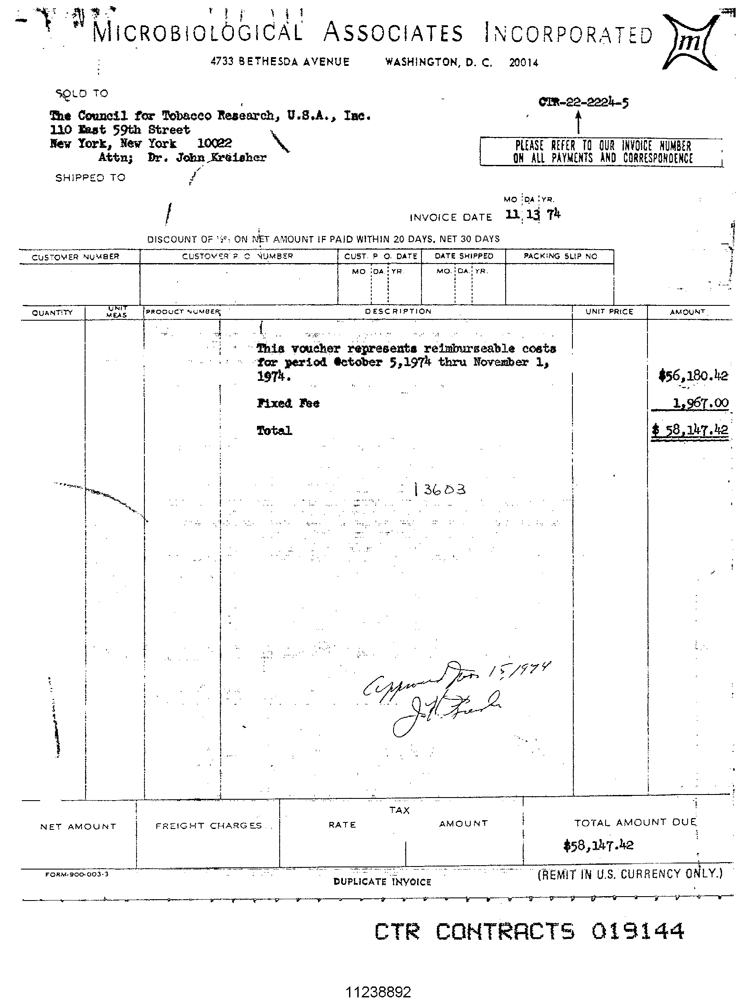 MICROBIOLOGICAL ASSOCIATES INCORPORATED
m
4733 BETHESDA AVENUE WASHINGTON, D. C. 20014
SOLD TO
The Council for Tobacco Research, U.S.A., Inc.
110 East 59th Street
New York, New York 10022
Attn; Dr. John Kreisher
CTR-22-2224-5
PLEASE REFER TO OUR INVOICE NUMBER
ON ALL PAYMENTS AND CORRESPONDENCE
SHIPPED TO
MO DA YR.
INVOICE DATE 11 13 74
DISCOUNT OF ½% ON NET AMOUNT IF PAID WITHIN 20 DAYS, NET 30 DAYS
CUSTOMER NUMBER CUSTOMER P. O. NUMBER CUST. P. O. DATE DATE SHIPPED PACKING SLIP NO
MO DA YR. MO. DA. YR.
QUANTITY UNIT MEAS PRODUCT NUMBER DESCRIPTION UNIT PRICE AMOUNT
This voucher represents reimburseable costs
for period October 5,1974 thru November 1,
1974. $56,180.42
Fixed Fee 1,967.00
Total $ 58,147.42
13603
Approved Nov 15, 1974
TAX
NET AMOUNT FREIGHT CHARGES RATE AMOUNT TOTAL AMOUNT DUE
$58,147.42
FORM-900-003-3
DUPLICATE INVOICE
(REMIT IN U.S. CURRENCY ONLY.)
CTR CONTRACTS 019144
11238892